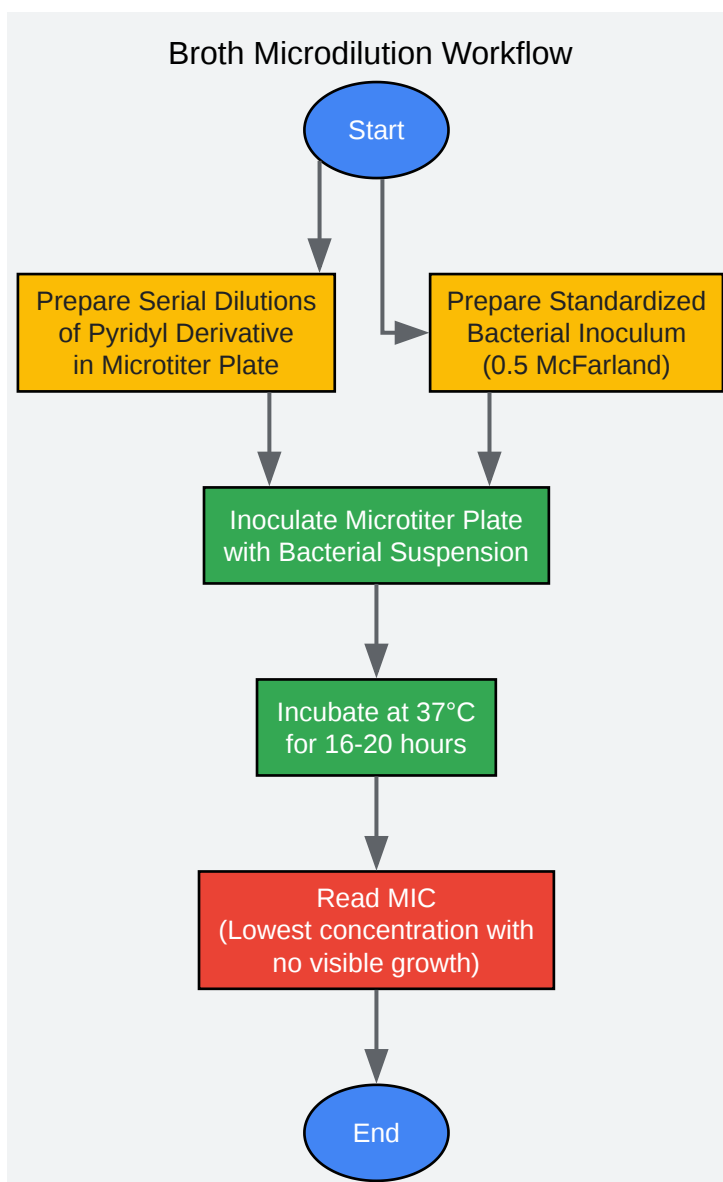 Broth Microdilution Workflow
Start
Prepare Serial Dilutions
of Pyridyl Derivative
in Microtiter Plate
Prepare Standardized
Bacterial Inoculum
(0.5 McFarland)
Inoculate Microtiter Plate
with Bacterial Suspension
Incubate at 37°C
for 16-20 hours
Read MIC
(Lowest concentration with
no visible growth)
End